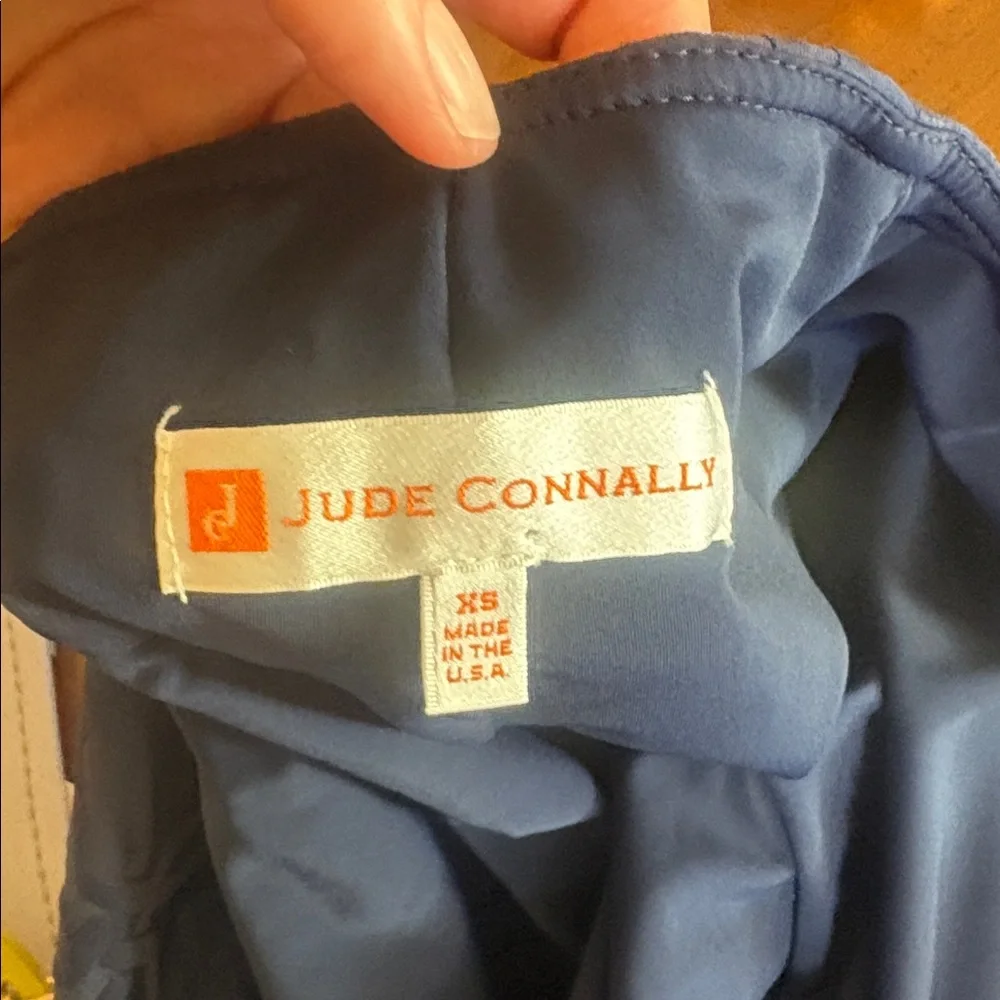 JC
JUDE CONNALLY
XS
MADE
IN THE
U.S.A.